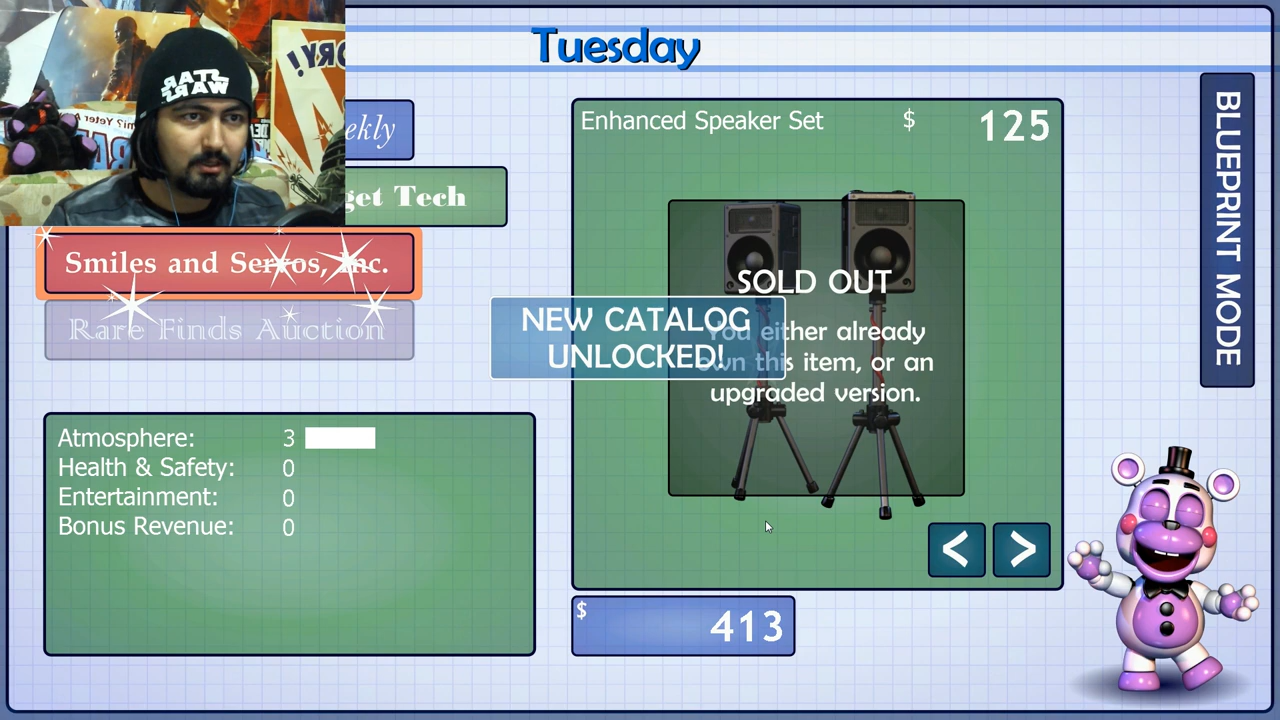 Tuesday
ekly
get Tech
Smiles and Servos, Inc.
Rare Finds Auction
Enhanced Speaker Set $ 125
SOLD OUT
You either already
own this item, or an
upgraded version.
NEW CATALOG
UNLOCKED!
Atmosphere: 3
Health & Safety: 0
Entertainment: 0
Bonus Revenue: 0
< >
$ 413
BLUEPRINT MODE
STAR
WARS